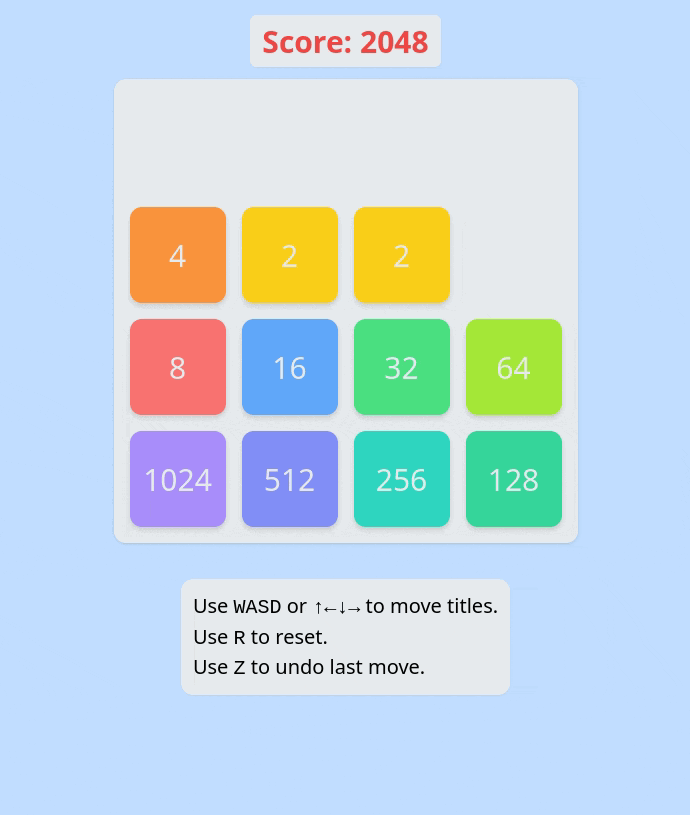 Score: 2048
4 2 2
8 16 32 64
1024 512 256 128
Use WASD or ↑←↓→ to move titles.
Use R to reset.
Use Z to undo last move.